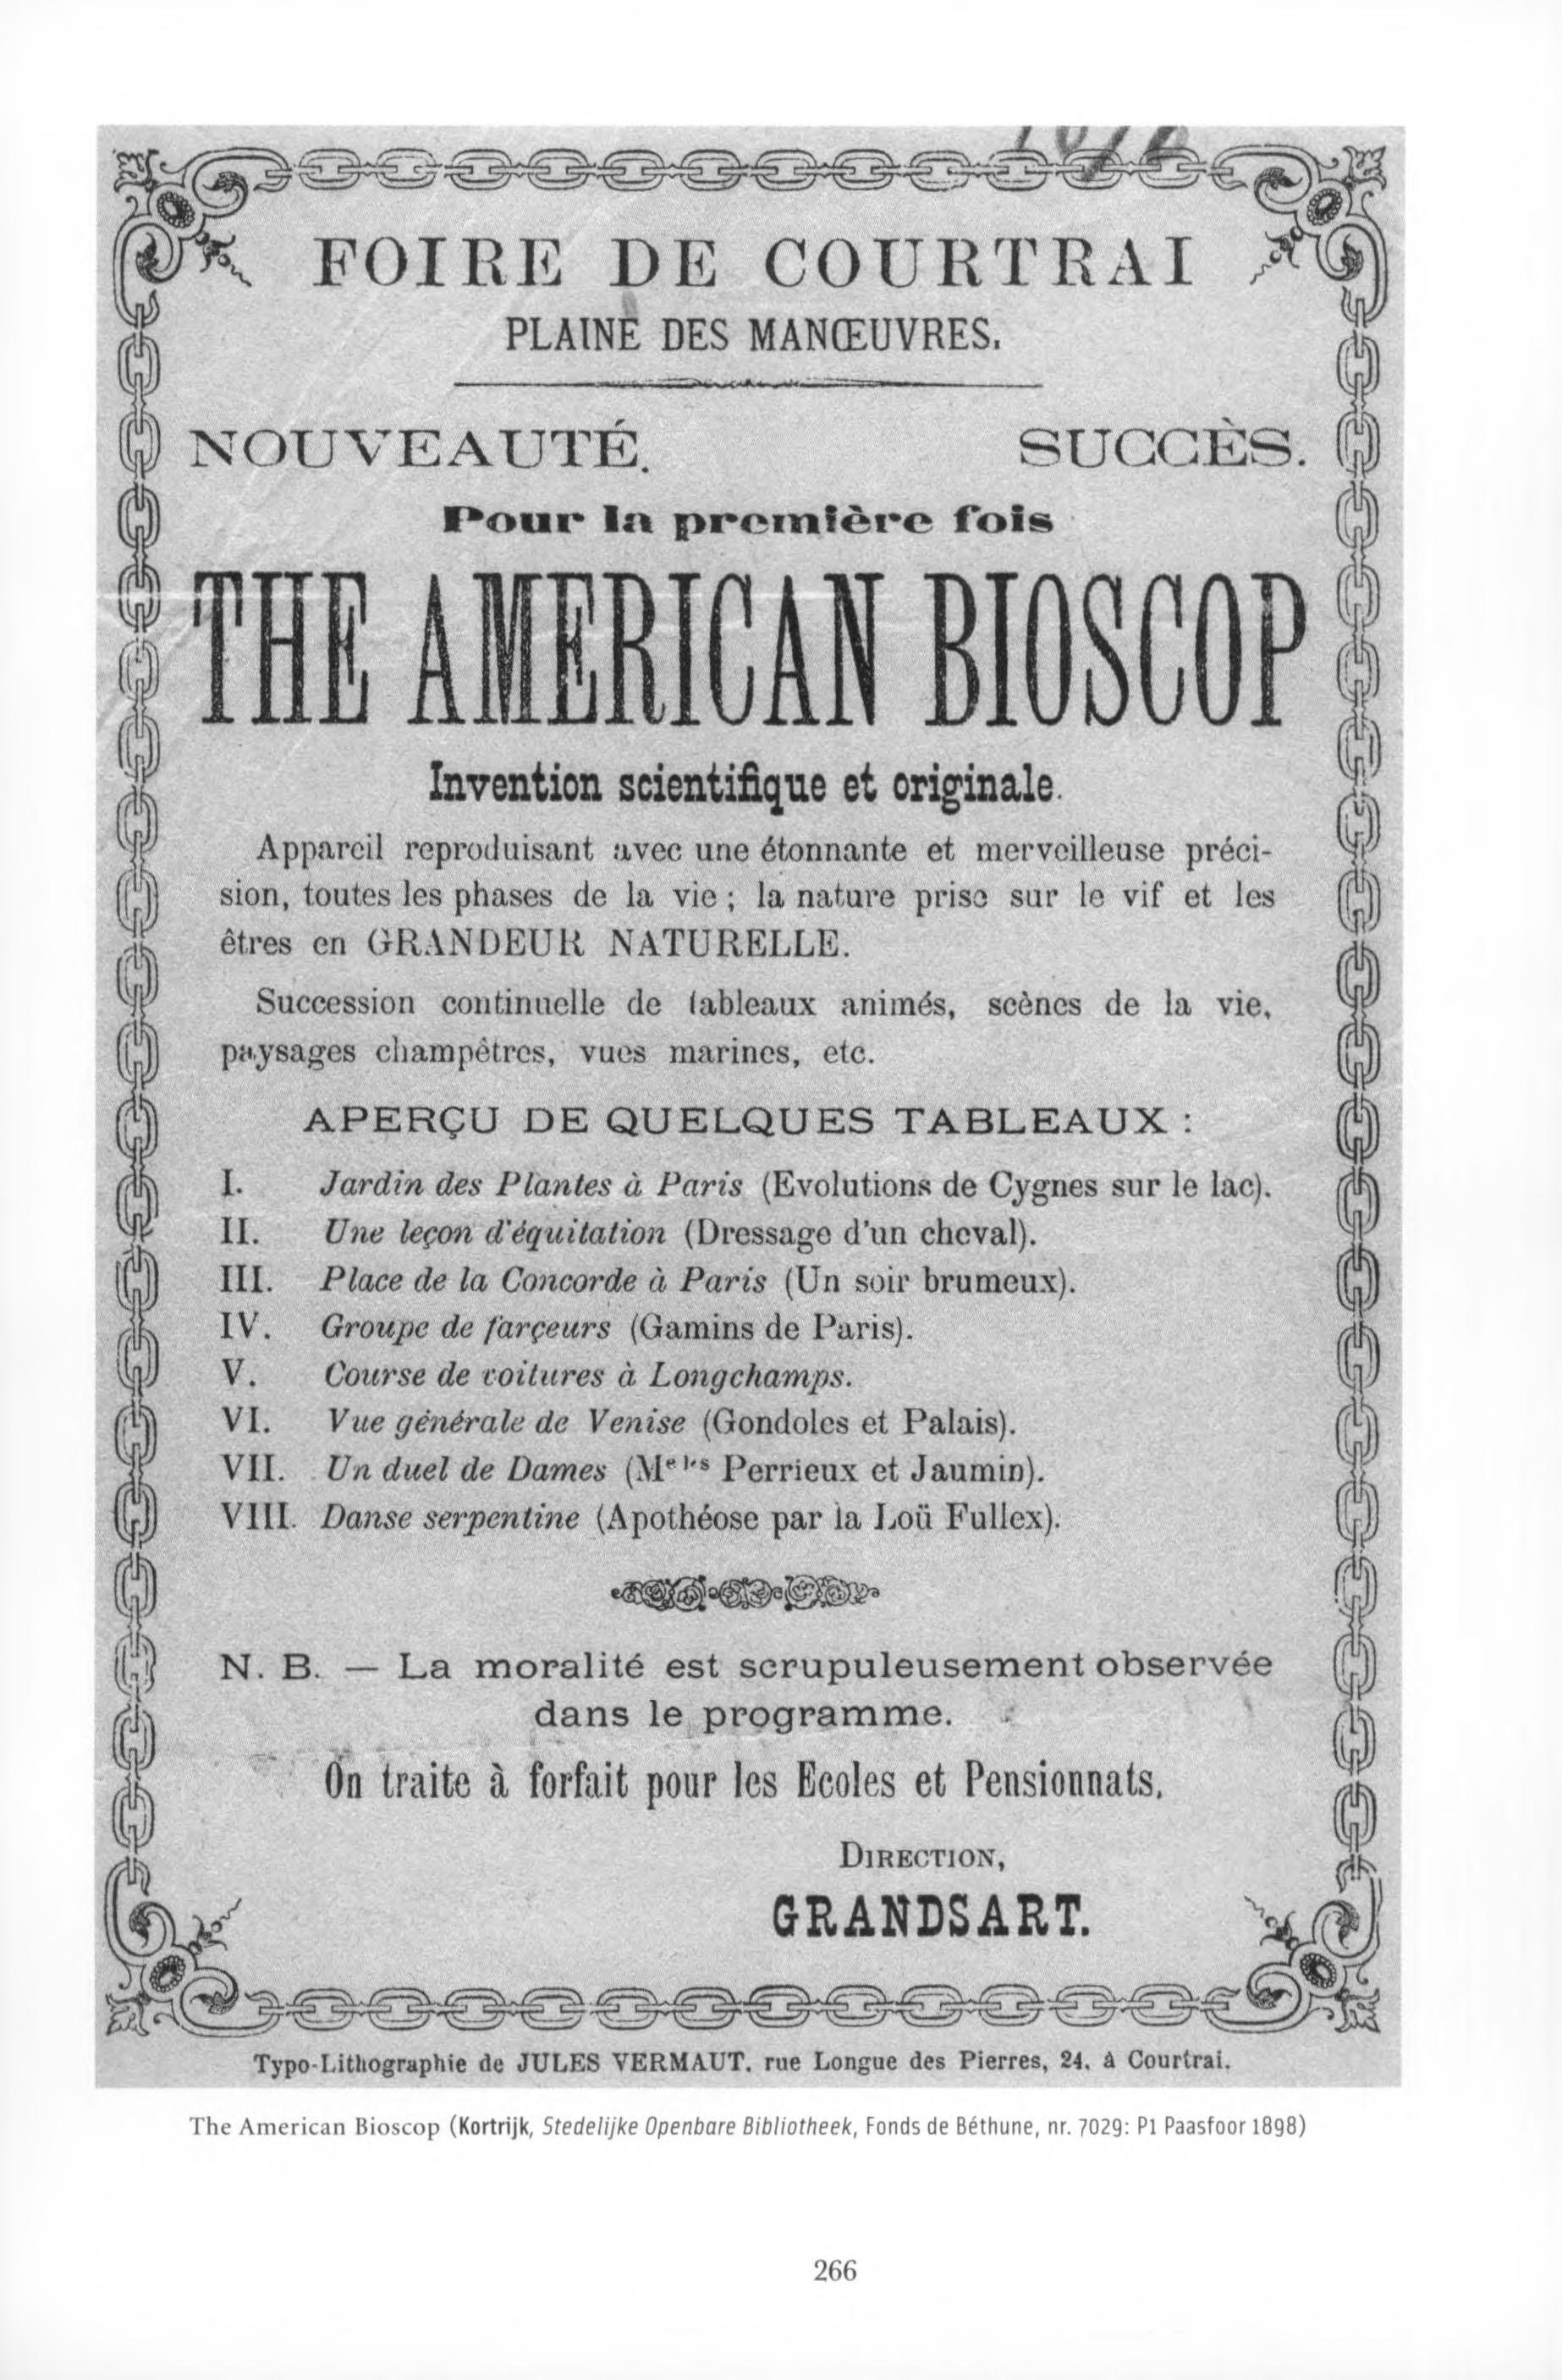 FOIRE DE COURTRAI
PLAINE DES MANŒUVRES.
NOUVEAUTÉ. SUCCÈS.
Pour la première fois
THE AMERICAN BIOSCOP
Invention scientifique et originale.
Appareil reproduisant avec une étonnante et merveilleuse préci-
sion, toutes les phases de la vie ; la nature prise sur le vif et les
êtres en GRANDEUR NATURELLE.
Succession continuelle de tableaux animés, scènes de la vie,
paysages champêtres, vues marines, etc.
APERÇU DE QUELQUES TABLEAUX :
I. Jardin des Plantes à Paris (Evolutions de Cygnes sur le lac).
II. Une leçon d'équitation (Dressage d'un cheval).
III. Place de la Concorde à Paris (Un soir brumeux).
IV. Groupe de farçeurs (Gamins de Paris).
V. Course de voitures à Longchamps.
VI. Vue générale de Venise (Gondoles et Palais).
VII. Un duel de Dames (Perrieux et Jaumin).
VIII. Danse serpentine (Apothéose par la Loü Fullex).
N. B. — La moralité est scrupuleusement observée
dans le programme.
On traite à forfait pour les Ecoles et Pensionnats.
DIRECTION,
GRANDSART.
Typo-Lithographie de JULES VERMAUT, rue Longue des Pierres, 24, à Courtrai.
The American Bioscop (Kortrijk, Stedelijke Openbare Bibliotheek, Fonds de Béthune, nr. 7029: P1 Paasfoor 1898)
266